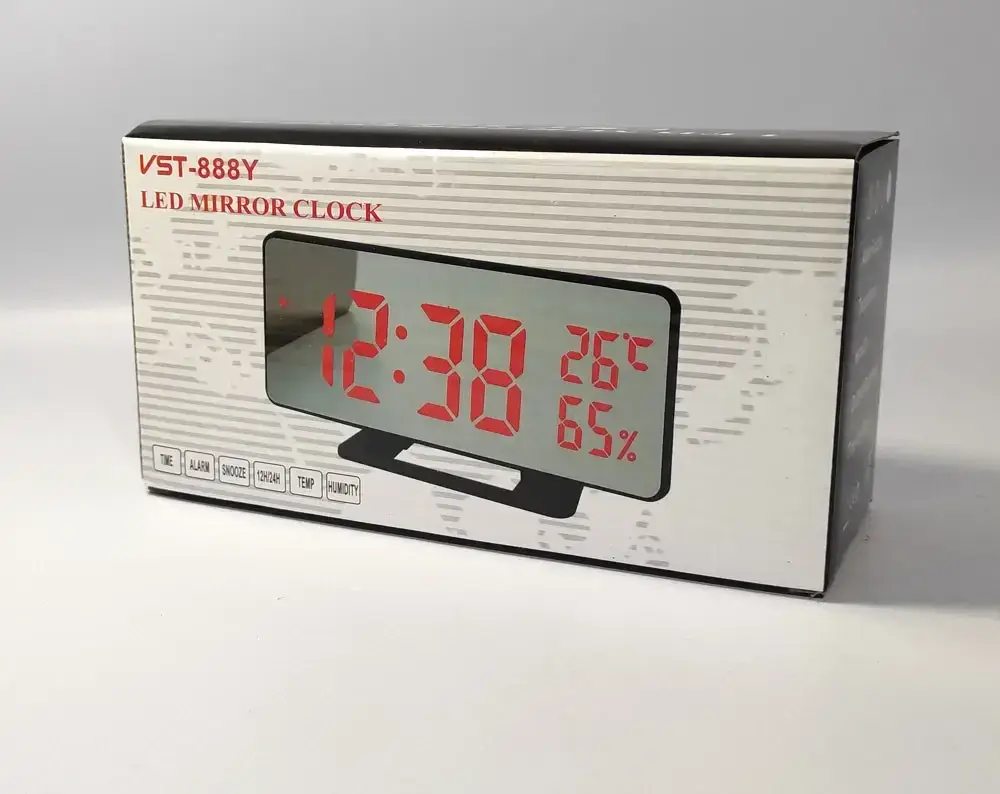 VST-888Y
LED MIRROR CLOCK
12:38
26℃
65%
TIME
ALARM
SNOOZE
12H/24H
TEMP
HUMIDITY